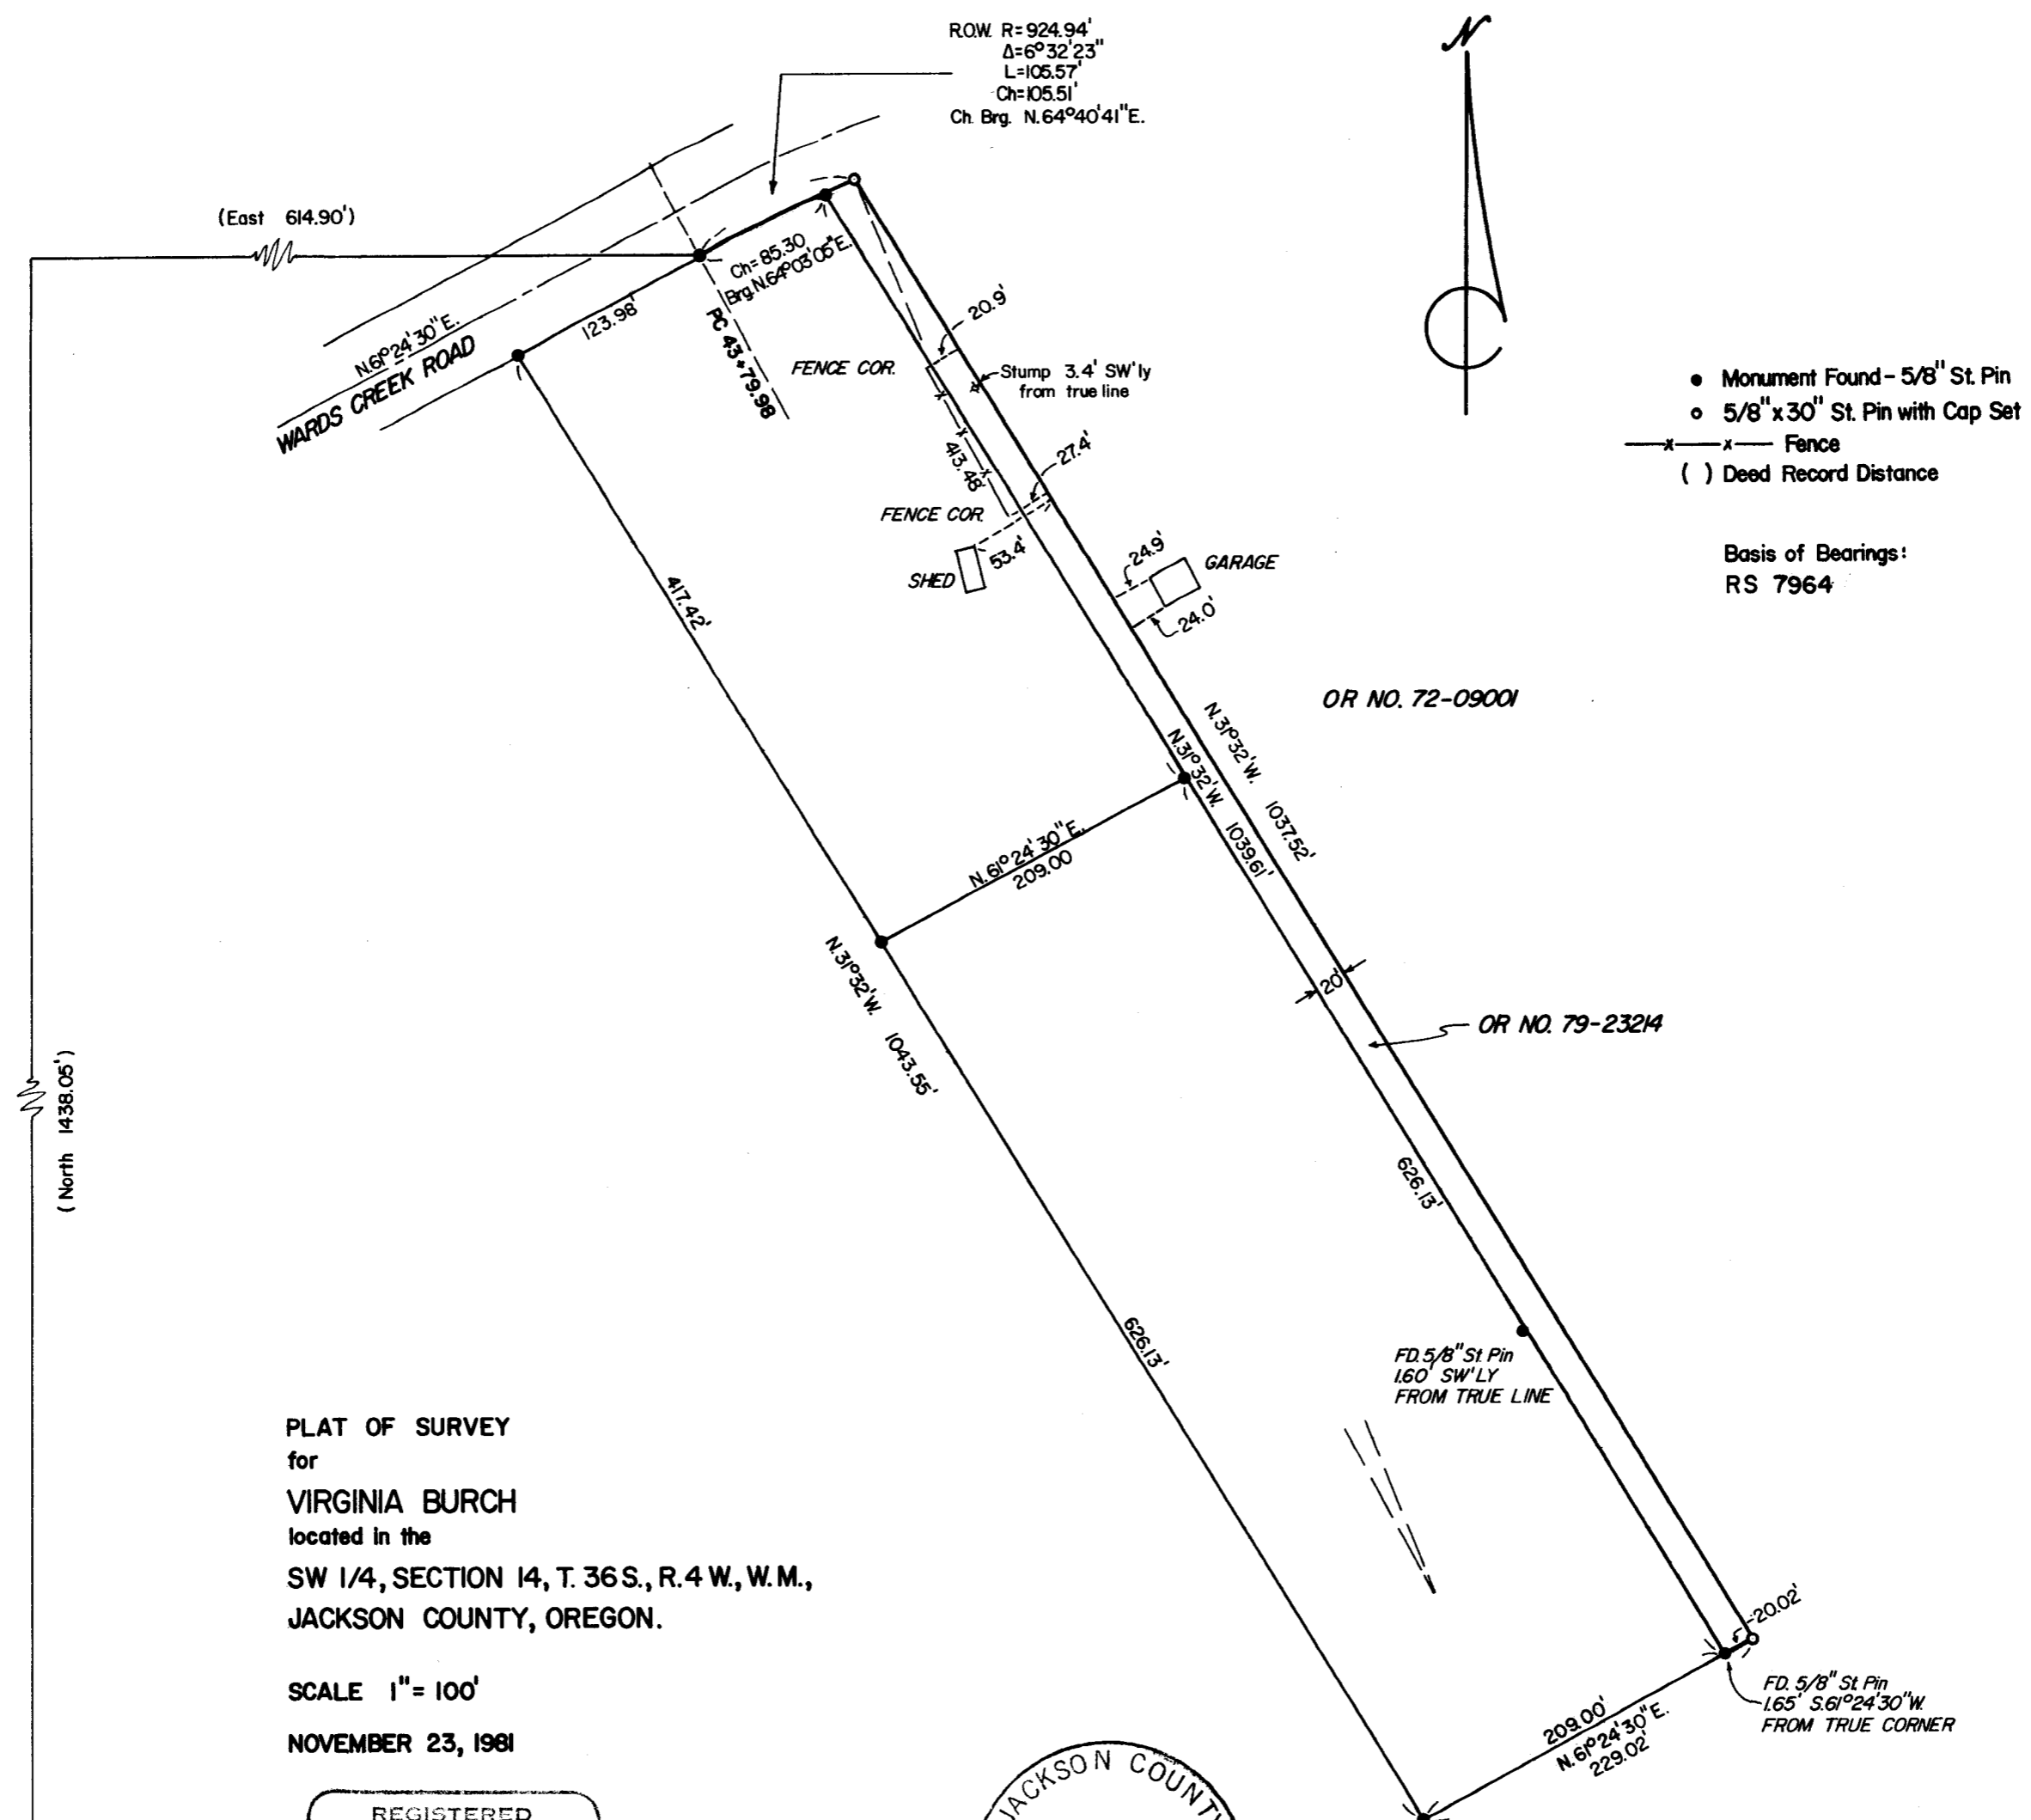 R.O.W. R=924.94'
Δ=6°32'23"
L=105.57'
Ch=105.51'
Ch. Brg. N.64°40'41"E.
N
(East 614.90')
Ch=85.30
Brg.N.64°03'05"E.
123.98'
N.61°24'30"E.
WARDS CREEK ROAD
PC 43+79.98
FENCE COR.
20.9'
Stump 3.4' SW'ly
from true line
413.48'
27.4'
FENCE COR.
53.4'
SHED
24.9'
GARAGE
24.0'
● Monument Found - 5/8" St. Pin
○ 5/8" x 30" St. Pin with Cap Set
—x—x— Fence
( ) Deed Record Distance
Basis of Bearings:
RS 7964
417.42'
OR NO. 72-09001
N.31°32'W. 1037.52'
N.31°32'W. 1039.61'
N.61°24'30"E.
209.00
N.31°32'W. 1043.55'
20'
OR NO. 79-23214
(North 1438.05')
626.13'
626.13'
FD. 5/8" St. Pin
1.60' SW'LY
FROM TRUE LINE
PLAT OF SURVEY
for
VIRGINIA BURCH
located in the
SW 1/4, SECTION 14, T. 36 S., R. 4 W., W.M.,
JACKSON COUNTY, OREGON.
SCALE 1" = 100'
NOVEMBER 23, 1981
20.02'
FD. 5/8" St. Pin
1.65' S.61°24'30"W.
FROM TRUE CORNER
209.00'
N.61°24'30"E.
229.02'
REGISTERED
JACKSON COUNTY